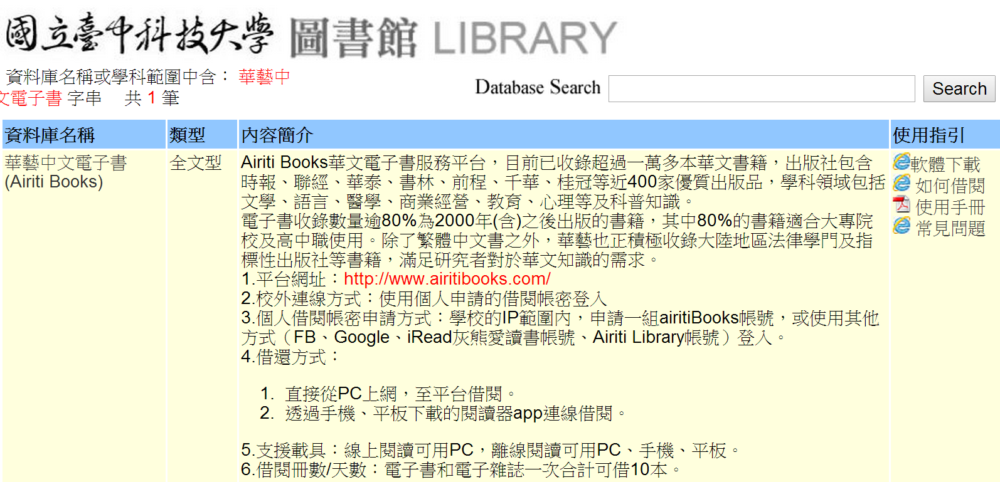 國立臺中科技大學 圖書館 LIBRARY
資料庫名稱或學科範圍中含： 華藝中
文電子書 字串 共 1 筆
Database Search
Search
資料庫名稱 類型 內容簡介 使用指引
華藝中文電子書
(Airiti Books)
全文型
Airiti Books華文電子書服務平台，目前已收錄超過一萬多本華文書籍，出版社包含
時報、聯經、華泰、書林、前程、千華、桂冠等近400家優質出版品，學科領域包括
文學、語言、醫學、商業經營、教育、心理等及科普知識。
電子書收錄數量逾80%為2000年(含)之後出版的書籍，其中80%的書籍適合大專院
校及高中職使用。除了繁體中文書之外，華藝也正積極收錄大陸地區法律學門及指
標性出版社等書籍，滿足研究者對於華文知識的需求。
1.平台網址：http://www.airitibooks.com/
2.校外連線方式：使用個人申請的借閱帳密登入
3.個人借閱帳密申請方式：學校的IP範圍內，申請一組airitiBooks帳號，或使用其他
方式（FB、Google、iRead灰熊愛讀書帳號、Airiti Library帳號）登入。
4.借還方式：
1. 直接從PC上網，至平台借閱。
2. 透過手機、平板下載的閱讀器app連線借閱。
5.支援載具：線上閱讀可用PC，離線閱讀可用PC、手機、平板。
6.借閱冊數/天數：電子書和電子雜誌一次合計可借10本。
軟體下載
如何借閱
使用手冊
常見問題